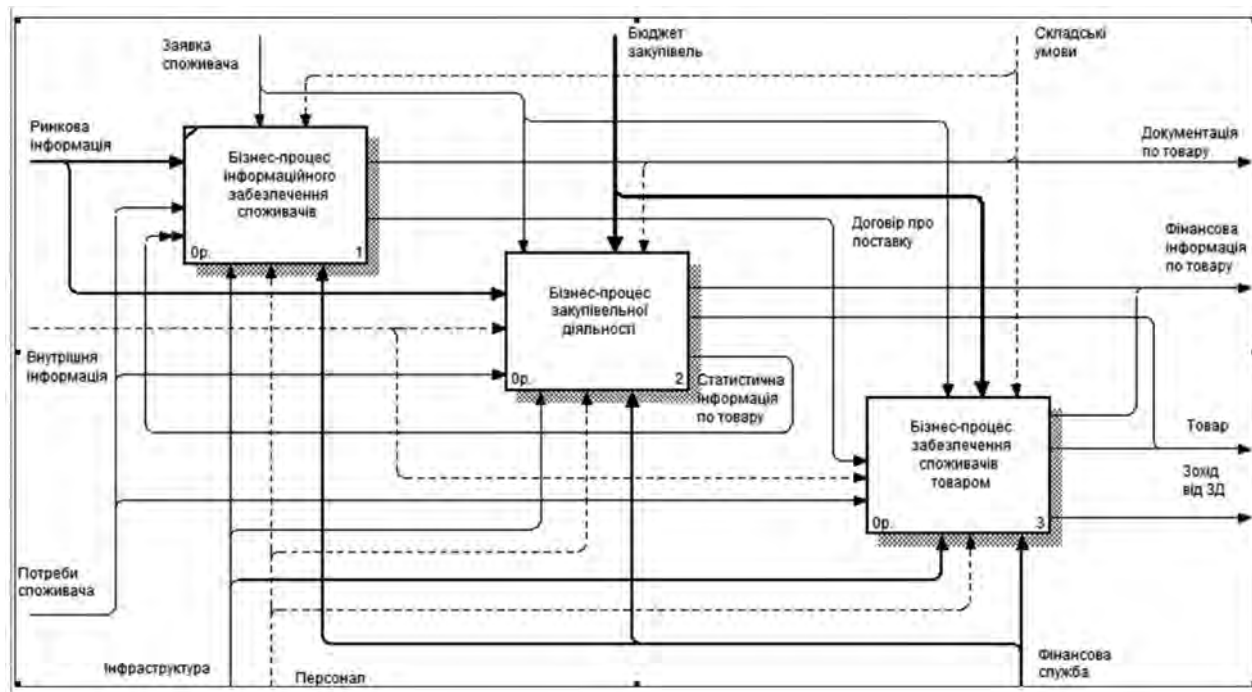 Заявка
споживача
Бюджет
закупівель
Складські
умови
Ринкова
інформація
Бізнес-процес
інформаційного
забезпечення
споживачів
0р.
1
Документація
по товару
Договір про
поставку
Фінансова
інформація
по товару
Бізнес-процес
закупівельної
діяльності
0р.
2
Внутрішня
інформація
Статистична
інформація
по товару
Бізнес-процес
забезпечення
споживачів
товаром
0р.
3
Товар
Зохід
від ЗД
Потреби
споживача
Інфраструктура
Персонал
Фінансова
служба